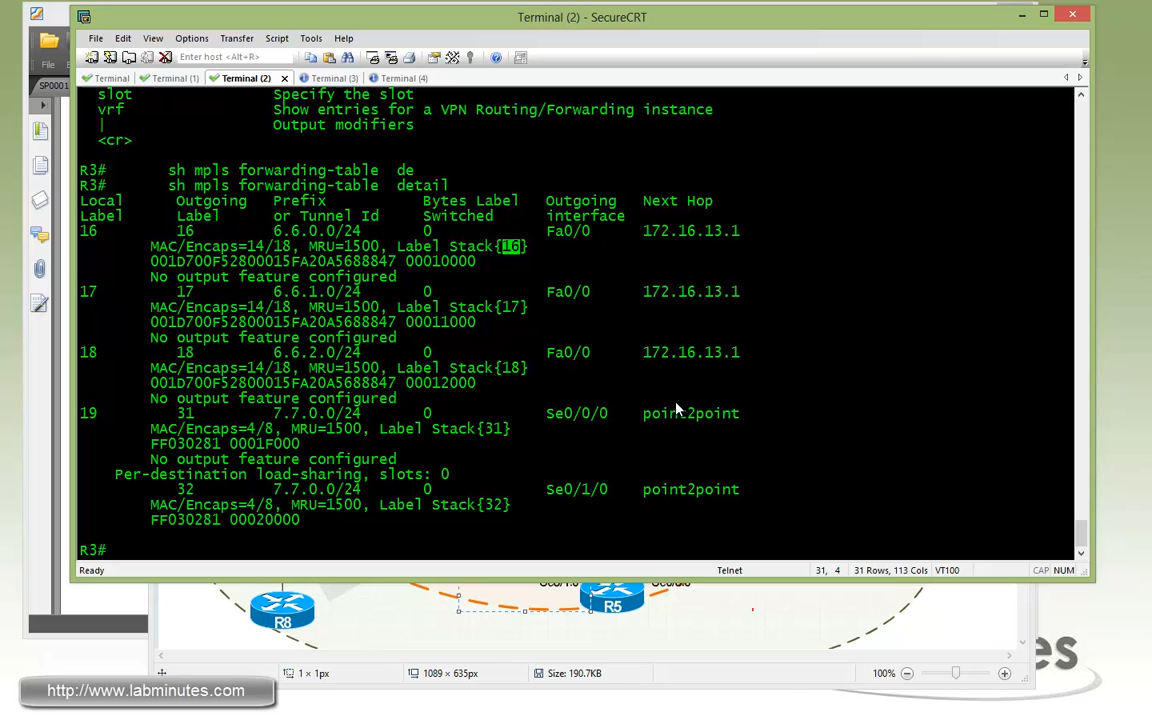 Terminal (2) - SecureCRT
File Edit View Options Transfer Script Tools Help
Enter host <Alt+R>
File
SP0001
Terminal Terminal (1) Terminal (2) Terminal (3) Terminal (4)
slot Specify the slot
vrf Show entries for a VPN Routing/Forwarding instance
| Output modifiers
<cr>
R3# sh mpls forwarding-table de
R3# sh mpls forwarding-table detail
Local Outgoing Prefix Bytes Label Outgoing Next Hop
Label Label or Tunnel Id Switched interface
16 16 6.6.0.0/24 0 Fa0/0 172.16.13.1
MAC/Encaps=14/18, MRU=1500, Label Stack{16}
001D700F52800015FA20A5688847 00010000
No output feature configured
17 17 6.6.1.0/24 0 Fa0/0 172.16.13.1
MAC/Encaps=14/18, MRU=1500, Label Stack{17}
001D700F52800015FA20A5688847 00011000
No output feature configured
18 18 6.6.2.0/24 0 Fa0/0 172.16.13.1
MAC/Encaps=14/18, MRU=1500, Label Stack{18}
001D700F52800015FA20A5688847 00012000
No output feature configured
19 31 7.7.0.0/24 0 Se0/0/0 point2point
MAC/Encaps=4/8, MRU=1500, Label Stack{31}
FF030281 0001F000
No output feature configured
Per-destination load-sharing, slots: 0
32 7.7.0.0/24 0 Se0/1/0 point2point
MAC/Encaps=4/8, MRU=1500, Label Stack{32}
FF030281 00020000
R3#
Ready Telnet 31, 4 31 Rows, 113 Cols VT100 CAP NUM
R8
R5
es
1 × 1px 1089 × 635px Size: 190.7KB 100%
http://www.labminutes.com